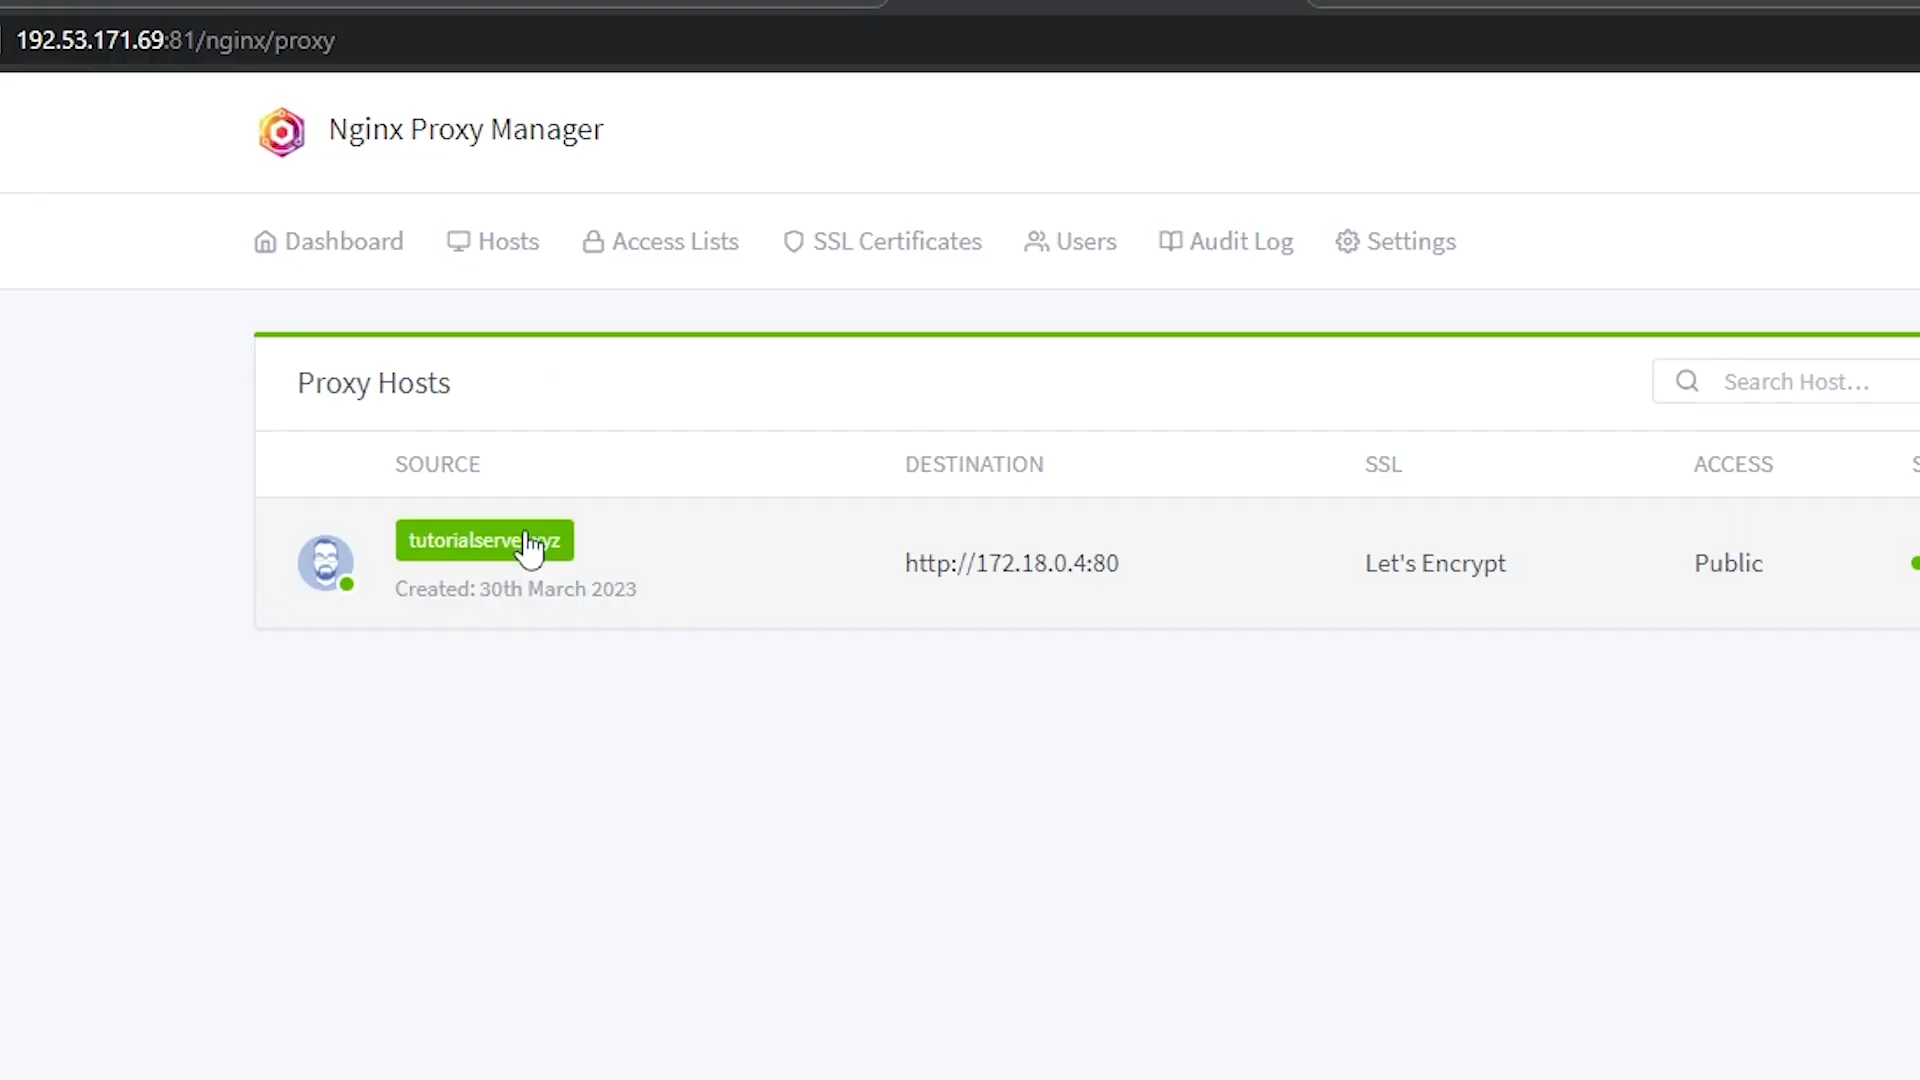 192.53.171.69:81/nginx/proxy
Nginx Proxy Manager
Dashboard Hosts Access Lists SSL Certificates Users Audit Log Settings
Proxy Hosts
Search Host...
SOURCE DESTINATION SSL ACCESS
http://172.18.0.4:80 Let's Encrypt Public
Created: 30th March 2023